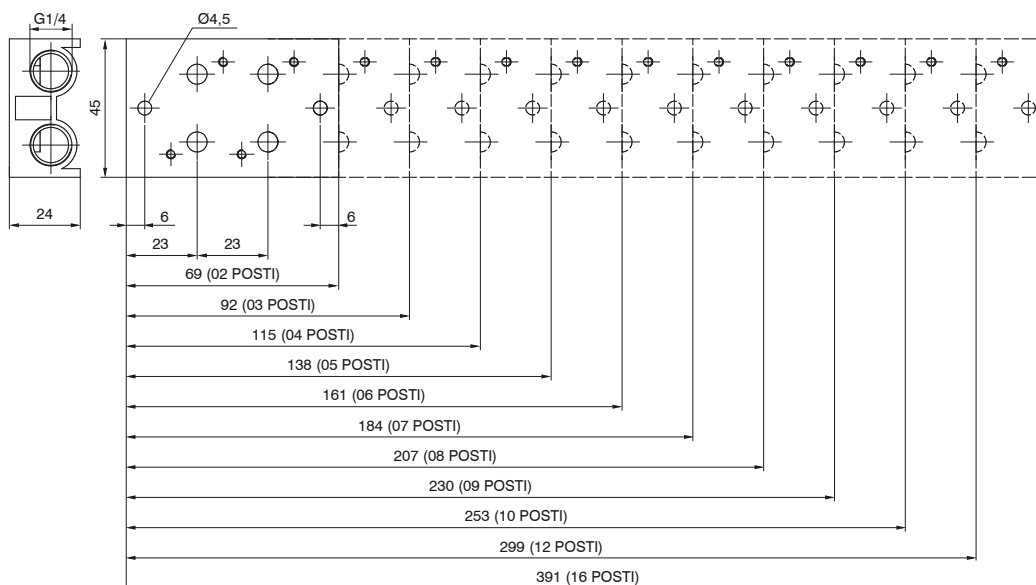 G1/4
Ø4,5
45
24
6
6
23
23
69 (02 POSTI)
92 (03 POSTI)
115 (04 POSTI)
138 (05 POSTI)
161 (06 POSTI)
184 (07 POSTI)
207 (08 POSTI)
230 (09 POSTI)
253 (10 POSTI)
299 (12 POSTI)
391 (16 POSTI)